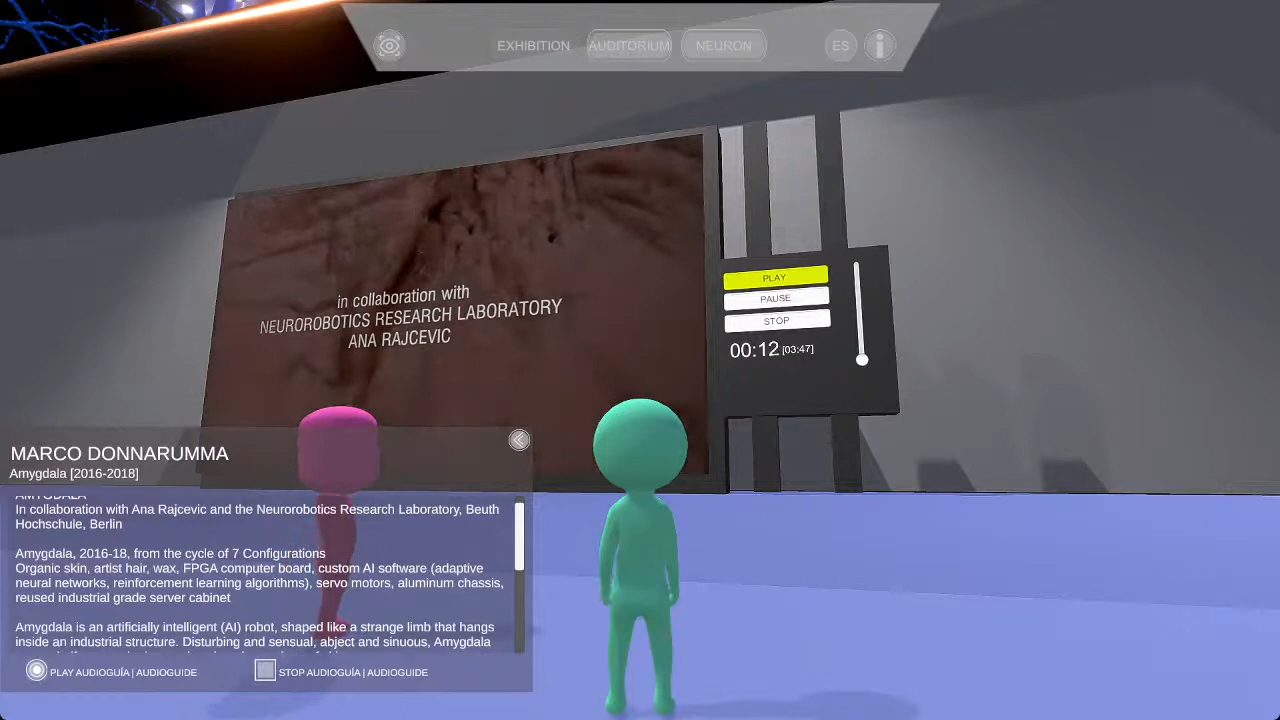 EXHIBITION
AUDITORIUM
NEURON
ES
in collaboration with
NEUROROBOTICS RESEARCH LABORATORY
ANA RAJCEVIC
PLAY
PAUSE
STOP
00:12 [03:47]
MARCO DONNARUMMA
Amygdala [2016-2018]
AMYGDALA
In collaboration with Ana Rajcevic and the Neurorobotics Research Laboratory, Beuth
Hochschule, Berlin
Amygdala, 2016-18, from the cycle of 7 Configurations
Organic skin, artist hair, wax, FPGA computer board, custom AI software (adaptive
neural networks, reinforcement learning algorithms), servo motors, aluminum chassis,
reused industrial grade server cabinet
Amygdala is an artificially intelligent (AI) robot, shaped like a strange limb that hangs
inside an industrial structure. Disturbing and sensual, abject and sinuous, Amygdala
PLAY AUDIOGUÍA | AUDIOGUIDE
STOP AUDIOGUÍA | AUDIOGUIDE